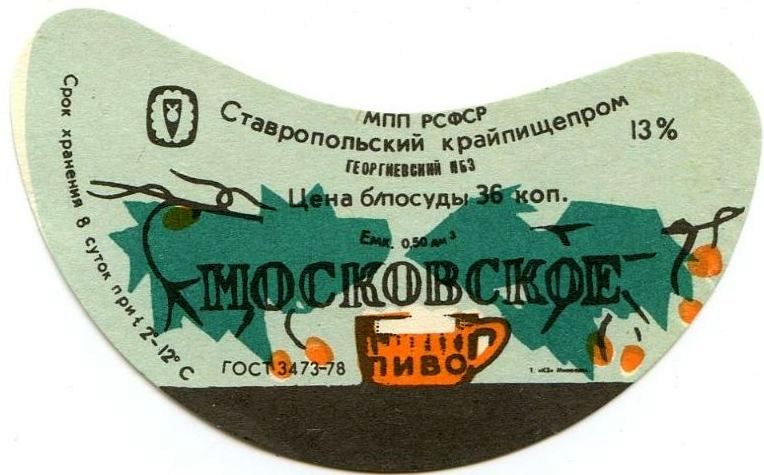 МПП РСФСР
Ставропольский крайпищепром
13%
ГЕОРГИЕВСКИЙ ПБЗ
Цена б/посуды 36 коп.
Емк. 0,50 дм³
МОСКОВСКОЕ
ПИВО
ГОСТ 3473-78
Срок хранения 8 суток при t 2°-12°С